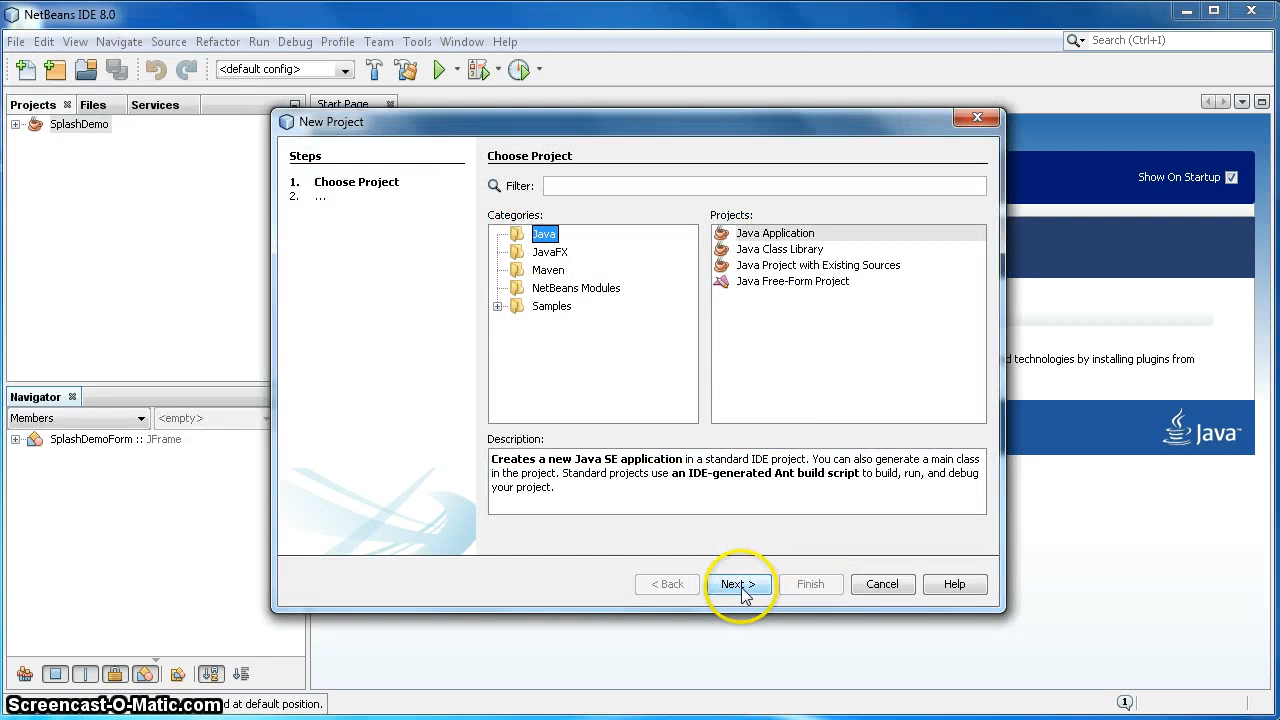 NetBeans IDE 8.0
File Edit View Navigate Source Refactor Run Debug Profile Team Tools Window Help
Search (Ctrl+I)
<default config>
Projects Files Services
Start Page
SplashDemo
New Project
Steps
1. Choose Project
2. ...
Choose Project
Filter:
Categories:
Java
JavaFX
Maven
NetBeans Modules
Samples
Projects:
Java Application
Java Class Library
Java Project with Existing Sources
Java Free-Form Project
Description:
Creates a new Java SE application in a standard IDE project. You can also generate a main class
in the project. Standard projects use an IDE-generated Ant build script to build, run, and debug
your project.
< Back Next > Finish Cancel Help
Show On Startup
d technologies by installing plugins from
Java
Navigator
Members <empty>
SplashDemoForm :: JFrame
Screencast-O-Matic.com
d at default position.
1